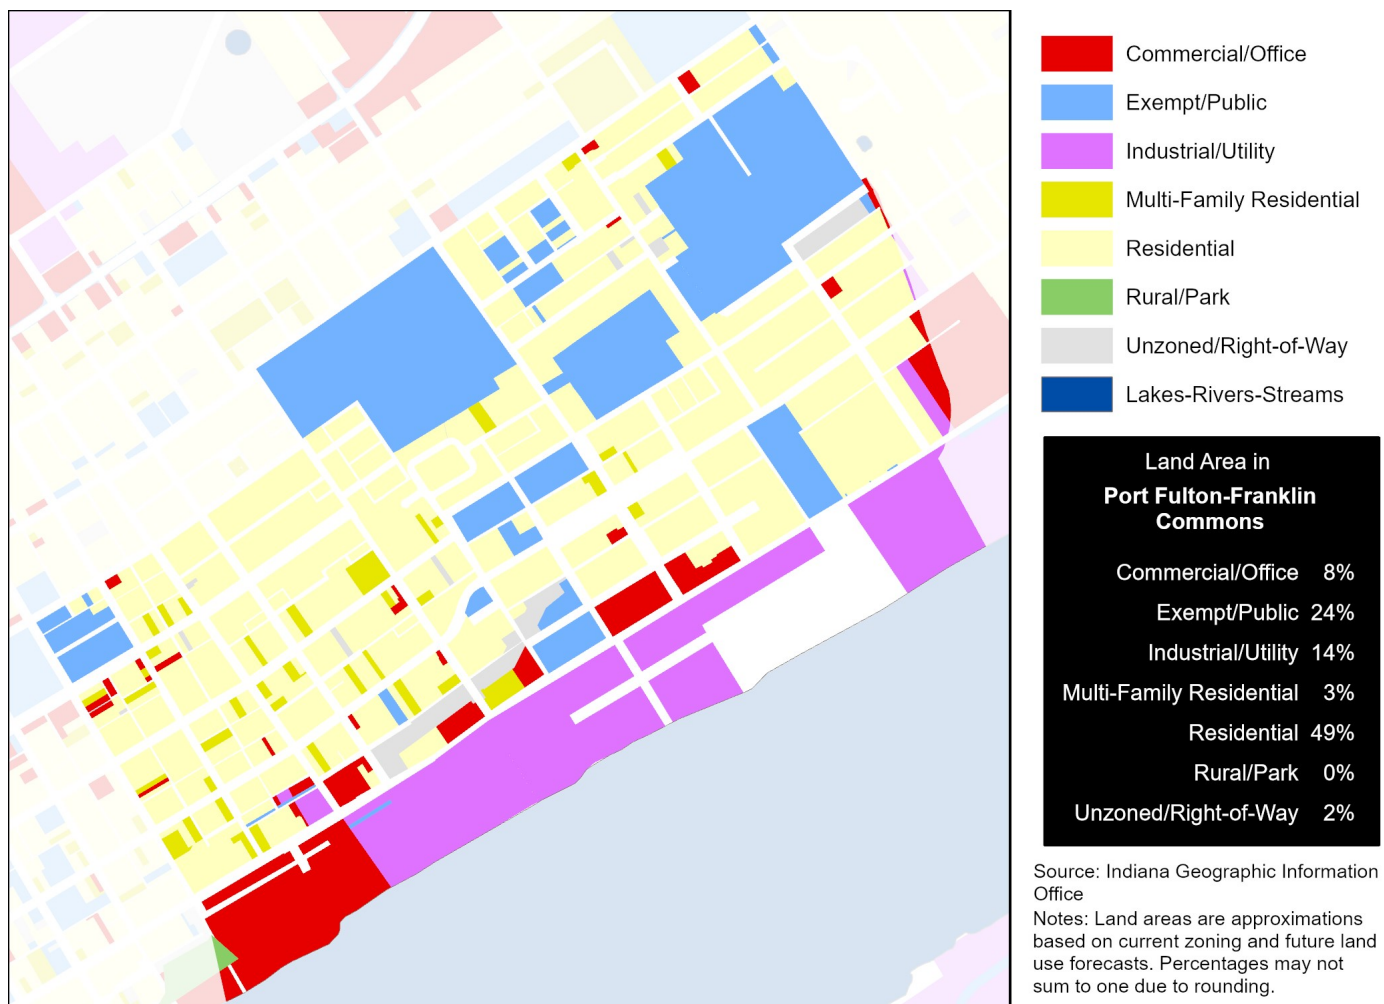 Commercial/Office
Exempt/Public
Industrial/Utility
Multi-Family Residential
Residential
Rural/Park
Unzoned/Right-of-Way
Lakes-Rivers-Streams
Land Area in
Port Fulton-Franklin
Commons
Commercial/Office 8%
Exempt/Public 24%
Industrial/Utility 14%
Multi-Family Residential 3%
Residential 49%
Rural/Park 0%
Unzoned/Right-of-Way 2%
Source: Indiana Geographic Information
Office
Notes: Land areas are approximations
based on current zoning and future land
use forecasts. Percentages may not
sum to one due to rounding.